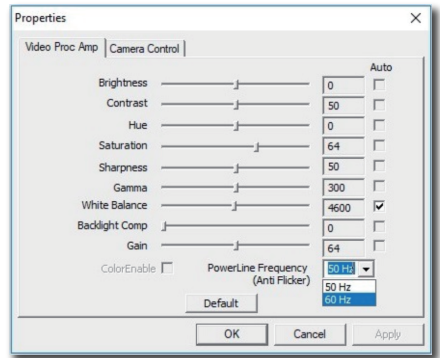 Properties
Video Proc Amp Camera Control
Auto
Brightness 0
Contrast 50
Hue 0
Saturation 64
Sharpness 50
Gamma 300
White Balance 4600
Backlight Comp 0
Gain 64
ColorEnable PowerLine Frequency 50 Hz
(Anti Flicker)
50 Hz
60 Hz
Default
OK Cancel Apply